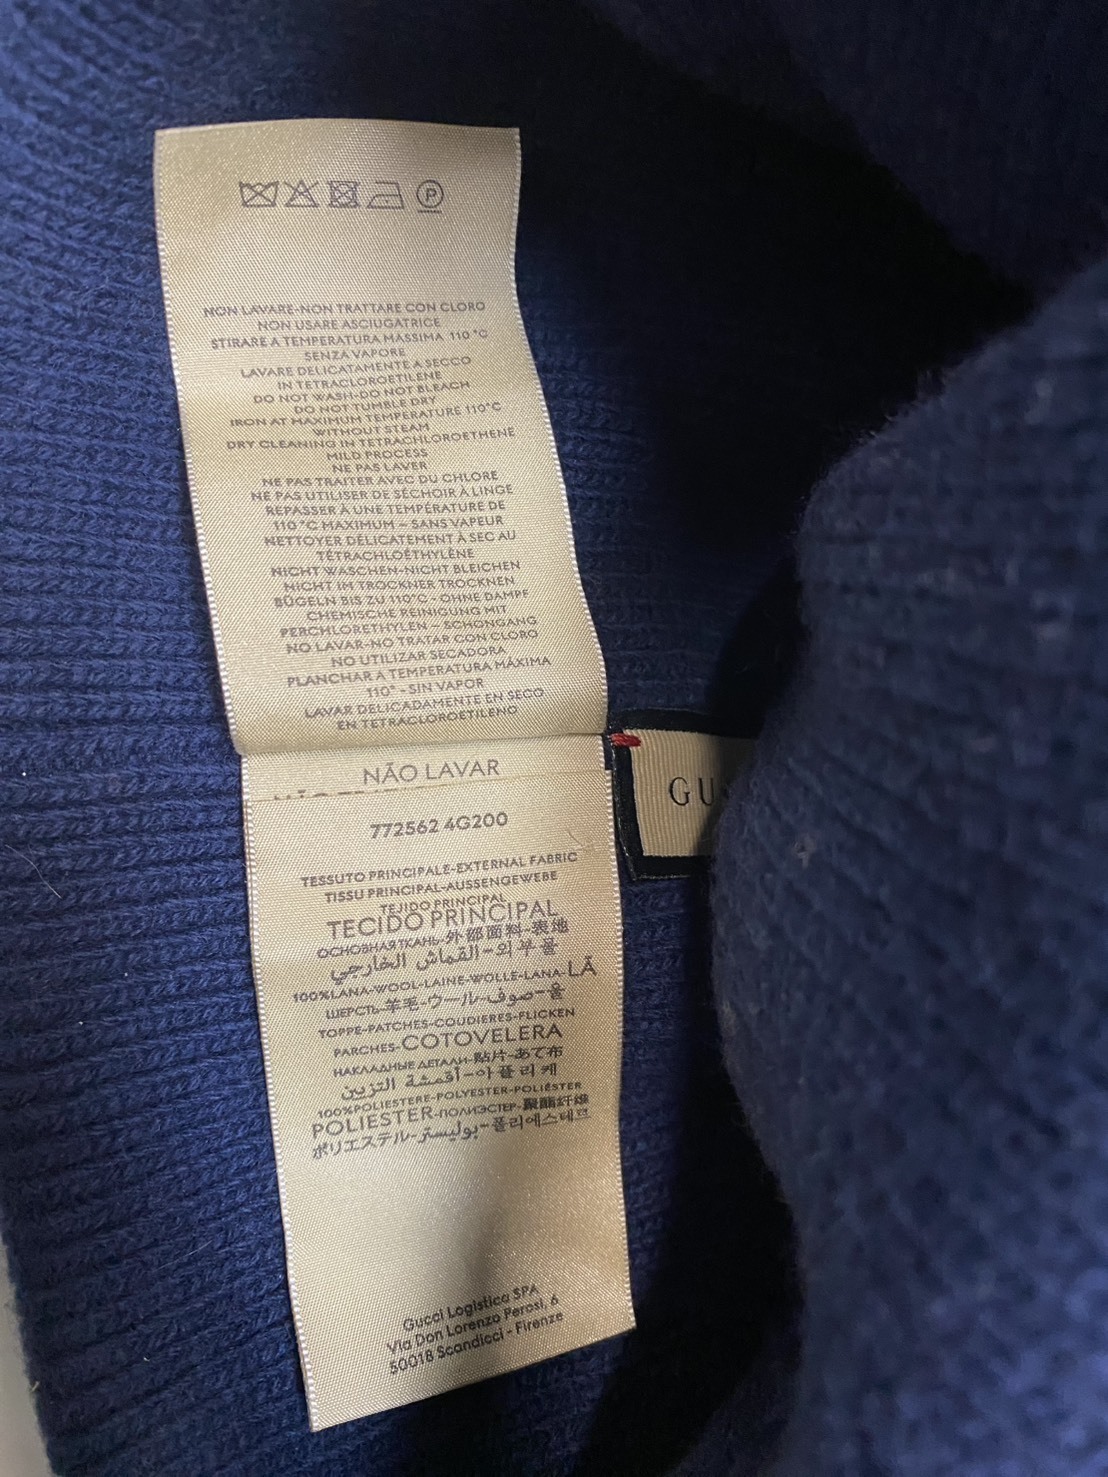 P
NON LAVARE-NON TRATTARE CON CLORO
NON USARE ASCIUGATRICE
STIRARE A TEMPERATURA MASSIMA 110 °C
SENZA VAPORE
LAVARE DELICATAMENTE A SECCO
IN TETRACLOROETILENE
DO NOT WASH-DO NOT BLEACH
DO NOT TUMBLE DRY
IRON AT MAXIMUM TEMPERATURE 110°C
WITHOUT STEAM
DRY CLEANING IN TETRACHLOROETHENE
MILD PROCESS
NE PAS LAVER
NE PAS TRAITER AVEC DU CHLORE
NE PAS UTILISER DE SÉCHOIR À LINGE
REPASSER À UNE TEMPÉRATURE DE
110 °C MAXIMUM – SANS VAPEUR
NETTOYER DÉLICATEMENT À SEC AU
TÉTRACHLOÉTHYLÈNE
NICHT WASCHEN-NICHT BLEICHEN
NICHT IM TROCKNER TROCKNEN
BÜGELN BIS ZU 110°C - OHNE DAMPF
CHEMISCHE REINIGUNG MIT
PERCHLORETHYLEN – SCHONGANG
NO LAVAR-NO TRATAR CON CLORO
NO UTILIZAR SECADORA
PLANCHAR A TEMPERATURA MÁXIMA
110° - SIN VAPOR
LAVAR DELICADAMENTE EN SECO
EN TETRACLOROETILENO
NÃO LAVAR
GU
772562 4G200
TESSUTO PRINCIPALE-EXTERNAL FABRIC
TISSU PRINCIPAL-AUSSENGEWEBE
TEJIDO PRINCIPAL
TECIDO PRINCIPAL
ОСНОВНАЯ ТКАНЬ-外部面料-表地
القماش الخارجي-외부물
100%LANA-WOOL-LAINE-WOLLE-LANA-LÃ
ШЕРСТЬ-羊毛-ウール-صوف-울
TOPPE-PATCHES-COUDIERES-FLICKEN
PARCHES-COTOVELERA
НАКЛАДНЫЕ ДЕТАЛИ-貼片-あて布
أقمشة التزيين-아플리케
100%POLIESTERE-POLYESTER-POLIÉSTER
POLIESTER-ПОЛИЭСТЕР-聚酯纤维
ポリエステル-بوليستر-폴리에스테르
Gucci Logistica SPA
Via Don Lorenzo Perosi, 6
50018 Scandicci - Firenze